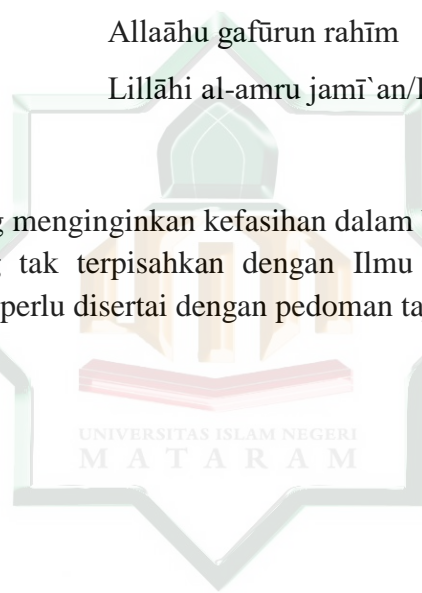 Allaāhu gafūrun rahīm
Lillāhi al-amru jamī`an/
menginginkan kefasihan dalam
tak terpisahkan dengan Ilmu
perlu disertai dengan pedoman
UNIVERSITAS ISLAM NEGERI
MATARAM